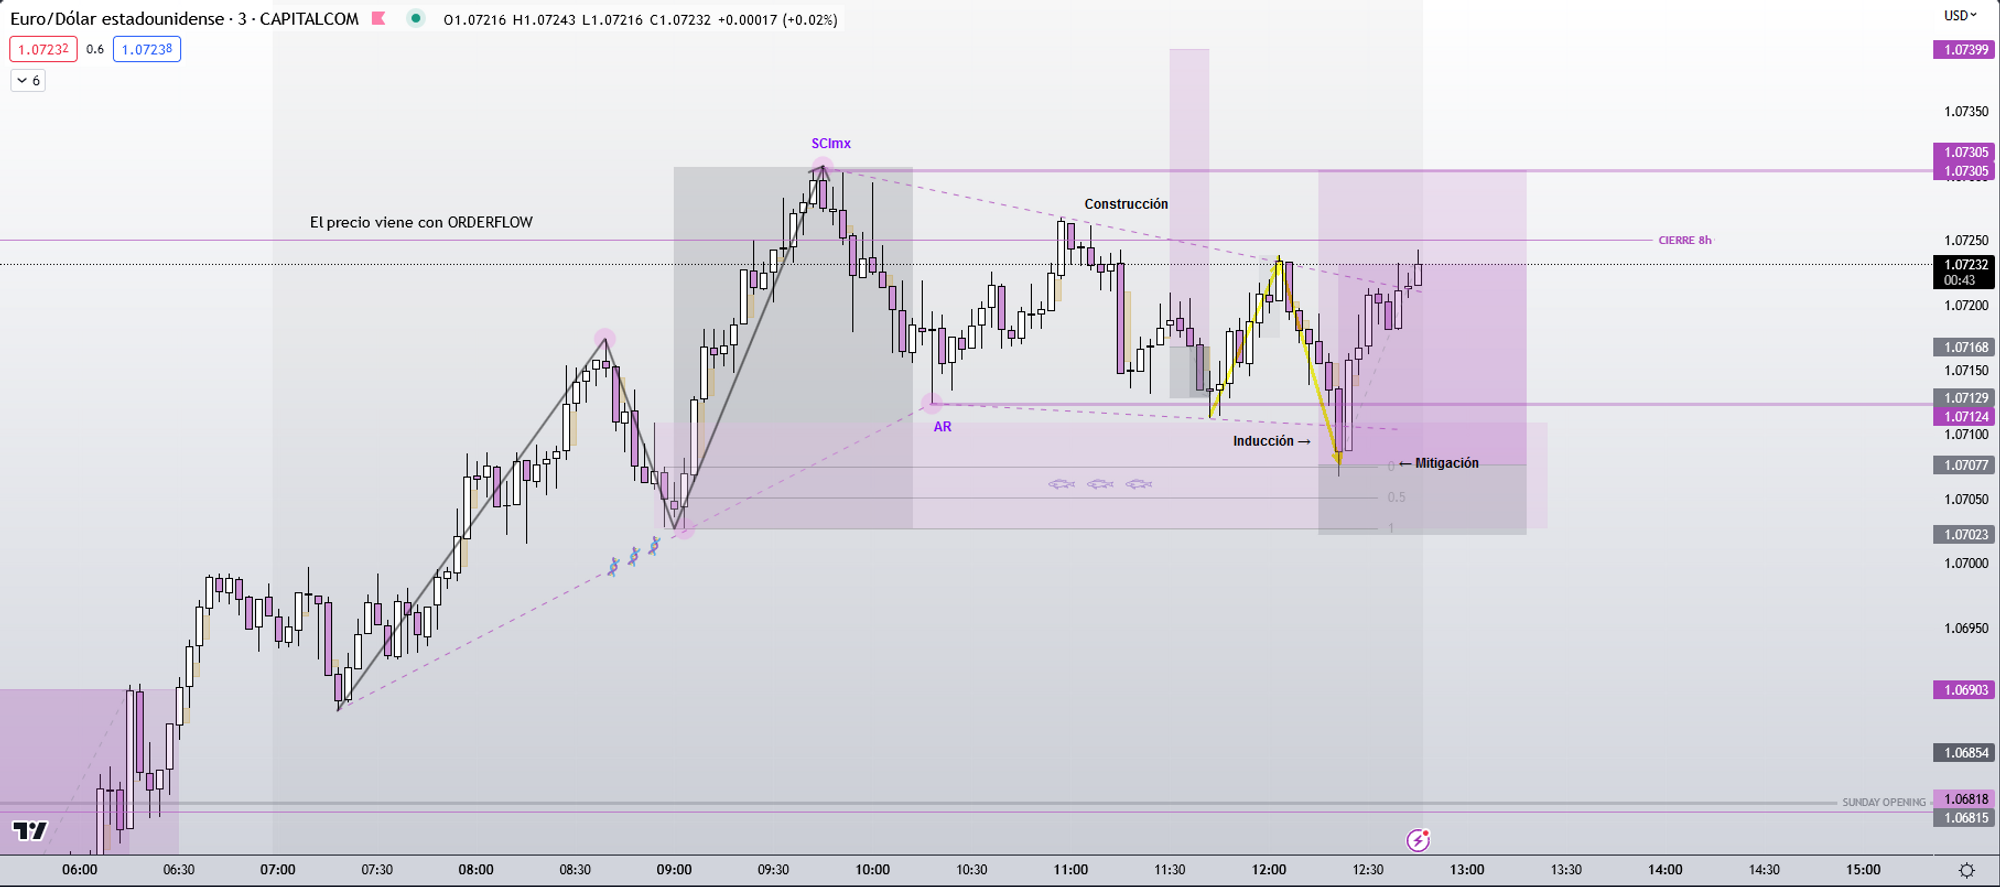 Euro/Dólar estadounidense · 3 · CAPITALCOM O1.07216 H1.07243 L1.07216 C1.07232 +0.00017 (+0.02%)
USD
1.07232 0.6 1.07238
6
1.07399
1.07350
SCImx
1.07305
1.07305
Construcción
El precio viene con ORDERFLOW
CIERRE 8h
1.07250
1.07232
00:43
1.07200
1.07168
1.07150
1.07129
1.07124
AR
1.07100
Inducción →
← Mitigación
0
1.07077
0.5
1.07050
1
1.07023
1.07000
1.06950
1.06903
1.06854
SUNDAY OPENING
1.06818
1.06815
06:00 06:30 07:00 07:30 08:00 08:30 09:00 09:30 10:00 10:30 11:00 11:30 12:00 12:30 13:00 13:30 14:00 14:30 15:00